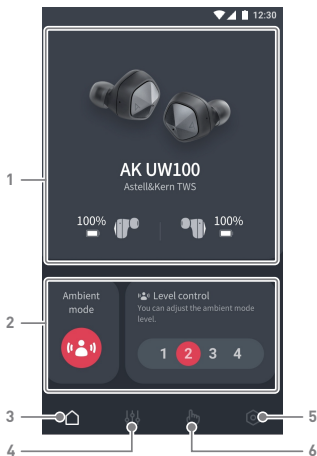 12:30
AK UW100
Astell&Kern TWS
100% 100%
1
Ambient
mode
Level control
You can adjust the ambient mode
level.
1 2 3 4
2
3
4
5
6